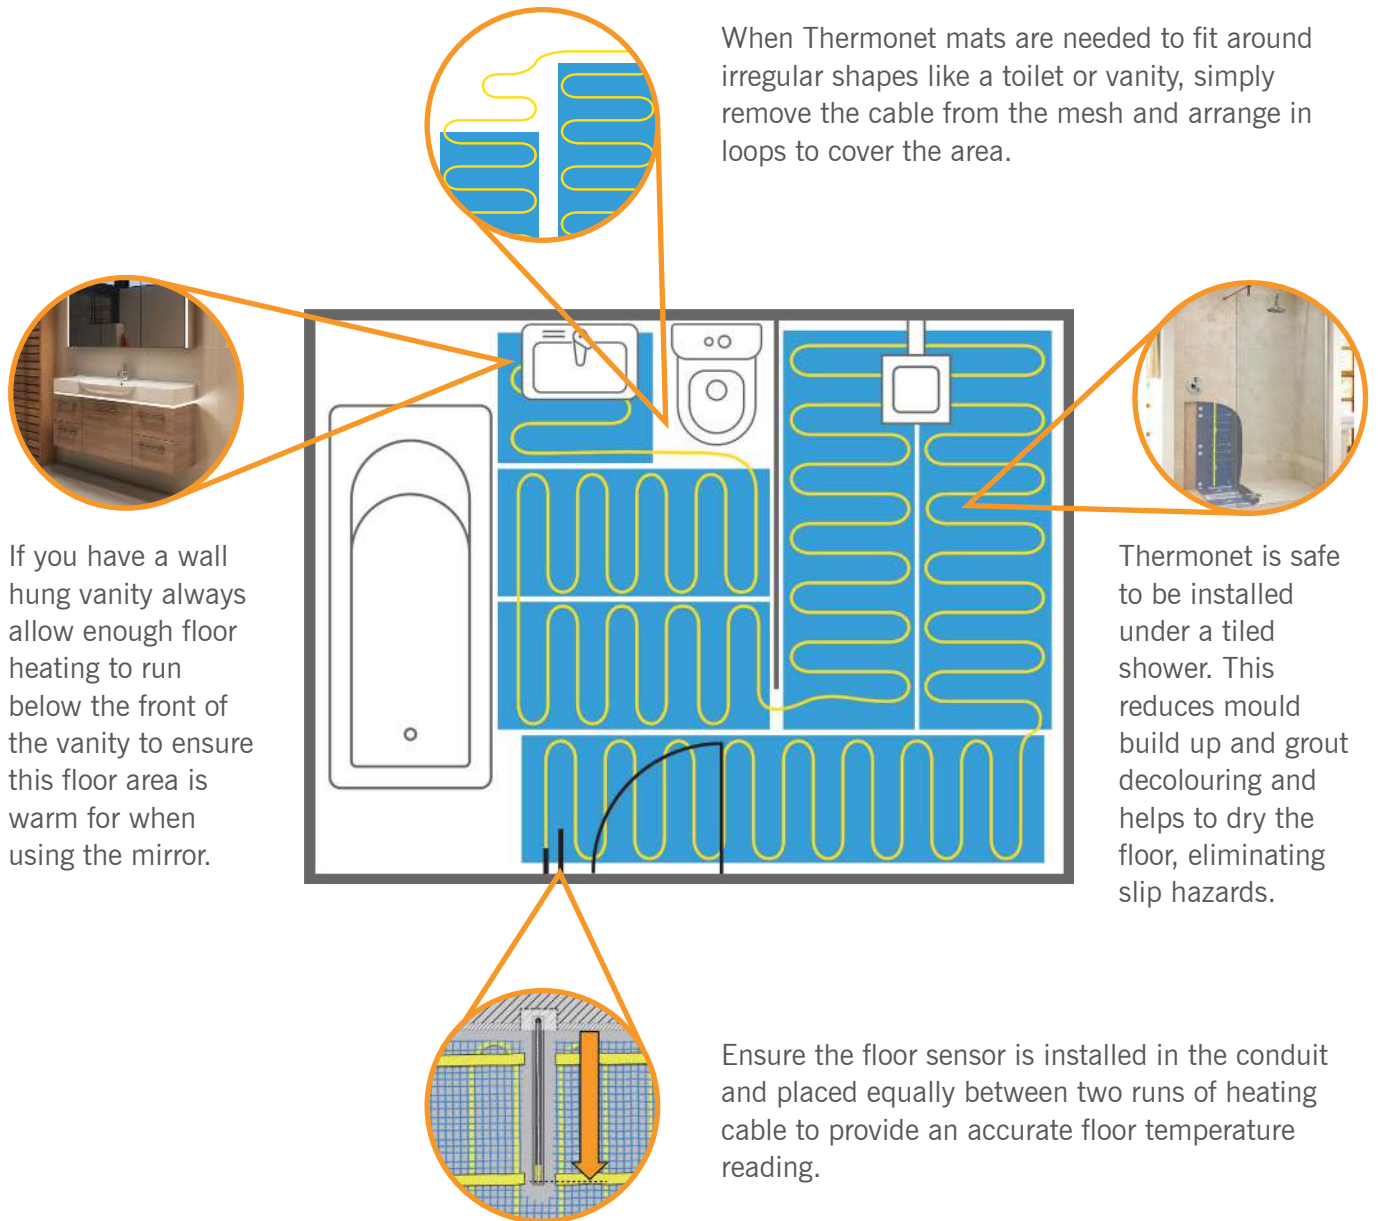 When Thermonet mats are needed to fit around
irregular shapes like a toilet or vanity, simply
remove the cable from the mesh and arrange in
loops to cover the area.
If you have a wall
hung vanity always
allow enough floor
heating to run
below the front of
the vanity to ensure
this floor area is
warm for when
using the mirror.
Thermonet is safe
to be installed
under a tiled
shower. This
reduces mould
build up and grout
decolouring and
helps to dry the
floor, eliminating
slip hazards.
Ensure the floor sensor is installed in the conduit
and placed equally between two runs of heating
cable to provide an accurate floor temperature
reading.